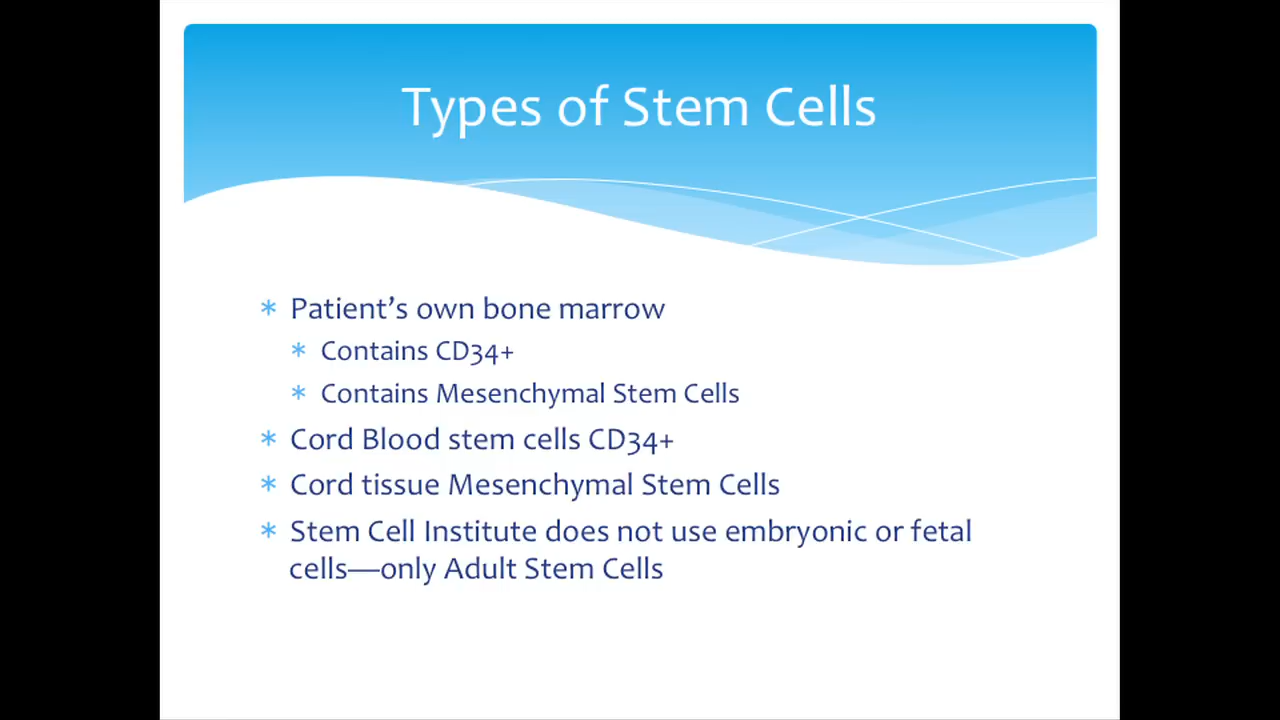 Types of Stem Cells
* Patient’s own bone marrow
* Contains CD34+
* Contains Mesenchymal Stem Cells
* Cord Blood stem cells CD34+
* Cord tissue Mesenchymal Stem Cells
* Stem Cell Institute does not use embryonic or fetal
cells—only Adult Stem Cells